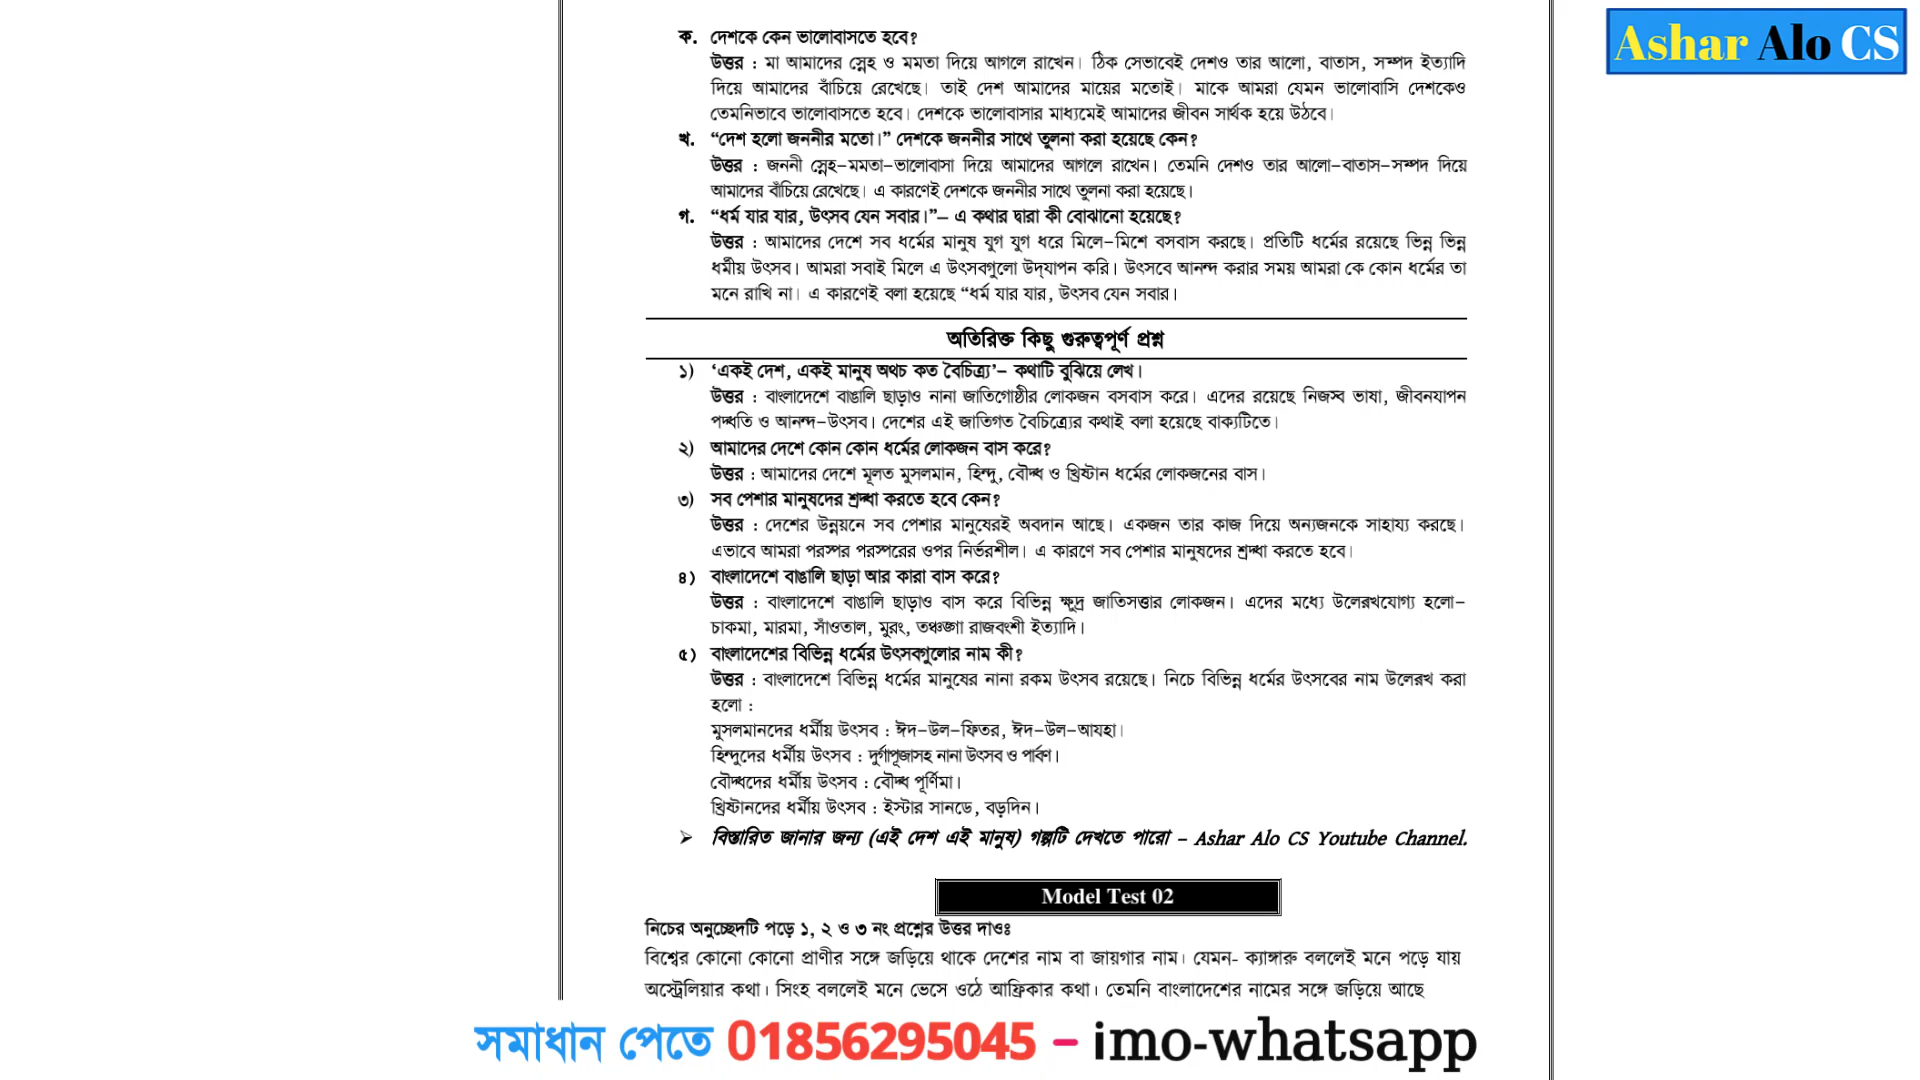 Ashar Alo CS
ক. দেশকে কেন ভালোবাসতে হবে?
উত্তর : মা আমাদের স্নেহ ও মমতা দিয়ে আগলে রাখেন। ঠিক সেভাবেই দেশও তার আলো, বাতাস, সম্পদ ইত্যাদি
দিয়ে আমাদের বাঁচিয়ে রেখেছে। তাই দেশ আমাদের মায়ের মতোই। মাকে আমরা যেমন ভালোবাসি দেশকেও
তেমনিভাবে ভালোবাসতে হবে। দেশকে ভালোবাসার মাধ্যমেই আমাদের জীবন সার্থক হয়ে উঠবে।
খ. “দেশ হলো জননীর মতো।” দেশকে জননীর সাথে তুলনা করা হয়েছে কেন?
উত্তর : জননী স্নেহ-মমতা-ভালোবাসা দিয়ে আমাদের আগলে রাখেন। তেমনি দেশও তার আলো-বাতাস-সম্পদ দিয়ে
আমাদের বাঁচিয়ে রেখেছে। এ কারণেই দেশকে জননীর সাথে তুলনা করা হয়েছে।
গ. “ধর্ম যার যার, উৎসব যেন সবার।”– এ কথার দ্বারা কী বোঝানো হয়েছে?
উত্তর : আমাদের দেশে সব ধর্মের মানুষ যুগ যুগ ধরে মিলে-মিশে বসবাস করছে। প্রতিটি ধর্মের রয়েছে ভিন্ন ভিন্ন
ধর্মীয় উৎসব। আমরা সবাই মিলে এ উৎসবগুলো উদ্‌যাপন করি। উৎসবে আনন্দ করার সময় আমরা কে কোন ধর্মের তা
মনে রাখি না। এ কারণেই বলা হয়েছে “ধর্ম যার যার, উৎসব যেন সবার।
অতিরিক্ত কিছু গুরুত্বপূর্ণ প্রশ্ন
১) ‘একই দেশ, একই মানুষ অথচ কত বৈচিত্র্য’– কথাটি বুঝিয়ে লেখ।
উত্তর : বাংলাদেশে বাঙালি ছাড়াও নানা জাতিগোষ্ঠীর লোকজন বসবাস করে। এদের রয়েছে নিজস্ব ভাষা, জীবনযাপন
পদ্ধতি ও আনন্দ-উৎসব। দেশের এই জাতিগত বৈচিত্র্যের কথাই বলা হয়েছে বাক্যটিতে।
২) আমাদের দেশে কোন কোন ধর্মের লোকজন বাস করে?
উত্তর : আমাদের দেশে মূলত মুসলমান, হিন্দু, বৌদ্ধ ও খ্রিষ্টান ধর্মের লোকজনের বাস।
৩) সব পেশার মানুষদের শ্রদ্ধা করতে হবে কেন?
উত্তর : দেশের উন্নয়নে সব পেশার মানুষেরই অবদান আছে। একজন তার কাজ দিয়ে অন্যজনকে সাহায্য করছে।
এভাবে আমরা পরস্পর পরস্পরের ওপর নির্ভরশীল। এ কারণে সব পেশার মানুষদের শ্রদ্ধা করতে হবে।
৪) বাংলাদেশে বাঙালি ছাড়া আর কারা বাস করে?
উত্তর : বাংলাদেশে বাঙালি ছাড়াও বাস করে বিভিন্ন ক্ষুদ্র জাতিসত্তার লোকজন। এদের মধ্যে উলেরখযোগ্য হলো–
চাকমা, মারমা, সাঁওতাল, মুরং, তঞ্চঙ্গা রাজবংশী ইত্যাদি।
৫) বাংলাদেশের বিভিন্ন ধর্মের উৎসবগুলোর নাম কী?
উত্তর : বাংলাদেশে বিভিন্ন ধর্মের মানুষের নানা রকম উৎসব রয়েছে। নিচে বিভিন্ন ধর্মের উৎসবের নাম উলেরখ করা
হলো :
মুসলমানদের ধর্মীয় উৎসব : ঈদ-উল-ফিতর, ঈদ-উল-আযহা।
হিন্দুদের ধর্মীয় উৎসব : দুর্গাপূজাসহ নানা উৎসব ও পার্বণ।
বৌদ্ধদের ধর্মীয় উৎসব : বৌদ্ধ পূর্ণিমা।
খ্রিষ্টানদের ধর্মীয় উৎসব : ইস্টার সানডে, বড়দিন।
➢ বিস্তারিত জানার জন্য (এই দেশ এই মানুষ) গল্পটি দেখতে পারো – Ashar Alo CS Youtube Channel.
Model Test 02
নিচের অনুচ্ছেদটি পড়ে ১, ২ ও ৩ নং প্রশ্নের উত্তর দাওঃ
বিশ্বের কোনো কোনো প্রাণীর সঙ্গে জড়িয়ে থাকে দেশের নাম বা জায়গার নাম। যেমন- ক্যাঙ্গারু বললেই মনে পড়ে যায়
অস্ট্রেলিয়ার কথা। সিংহ বললেই মনে ভেসে ওঠে আফ্রিকার কথা। তেমনি বাংলাদেশের নামের সঙ্গে জড়িয়ে আছে
সমাধান পেতে 01856295045 – imo-whatsapp